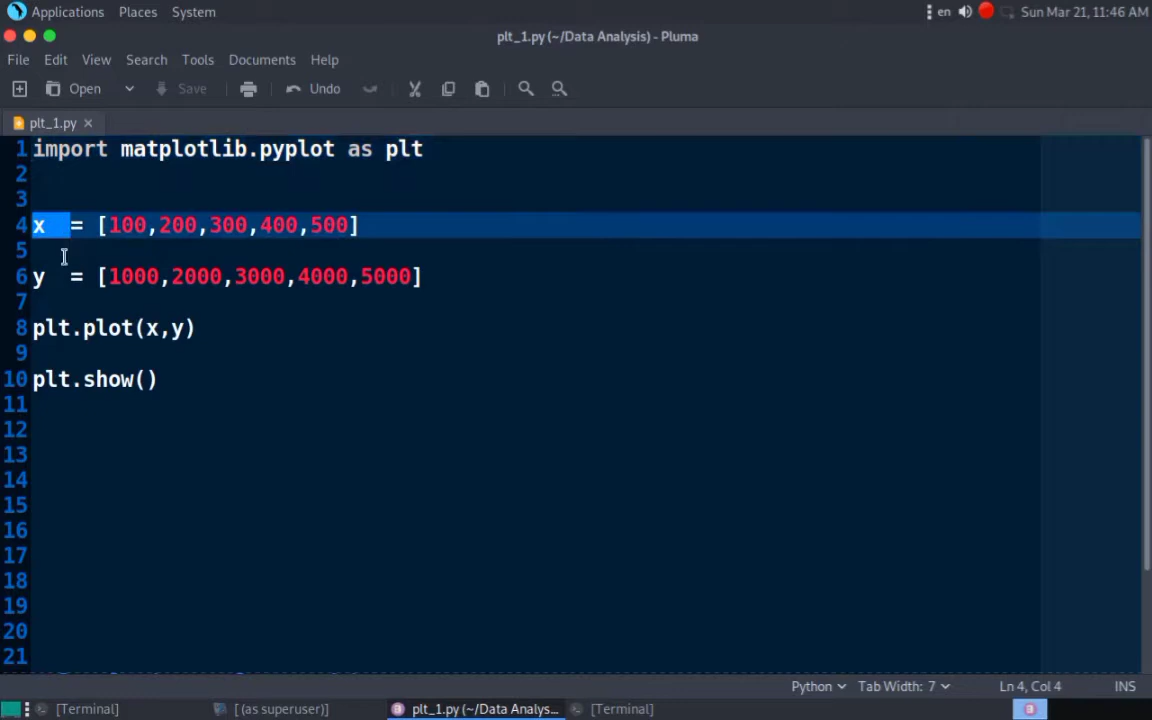 Applications Places System en Sun Mar 21, 11:46 AM
plt_1.py (~/Data Analysis) - Pluma
File Edit View Search Tools Documents Help
Open Save Undo
plt_1.py ×
1 import matplotlib.pyplot as plt
2
3
4 x  = [100,200,300,400,500]
5
6 y  = [1000,2000,3000,4000,5000]
7
8 plt.plot(x,y)
9
10 plt.show()
11
12
13
14
15
16
17
18
19
20
21
Python Tab Width: 7 Ln 4, Col 4 INS
[Terminal] [ (as superuser)] plt_1.py (~/Data Analys... [Terminal]